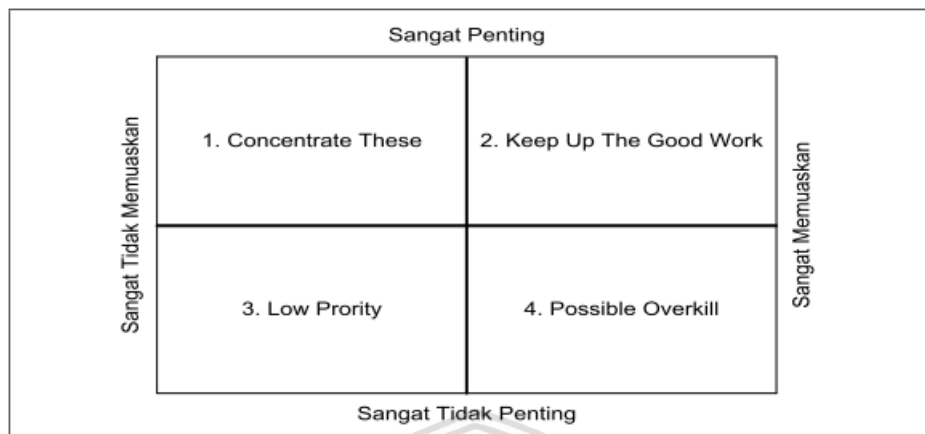 Sangat Penting
Sangat Tidak Memuaskan
1. Concentrate These
2. Keep Up The Good Work
Sangat Memuaskan
3. Low Prority
4. Possible Overkill
Sangat Tidak Penting